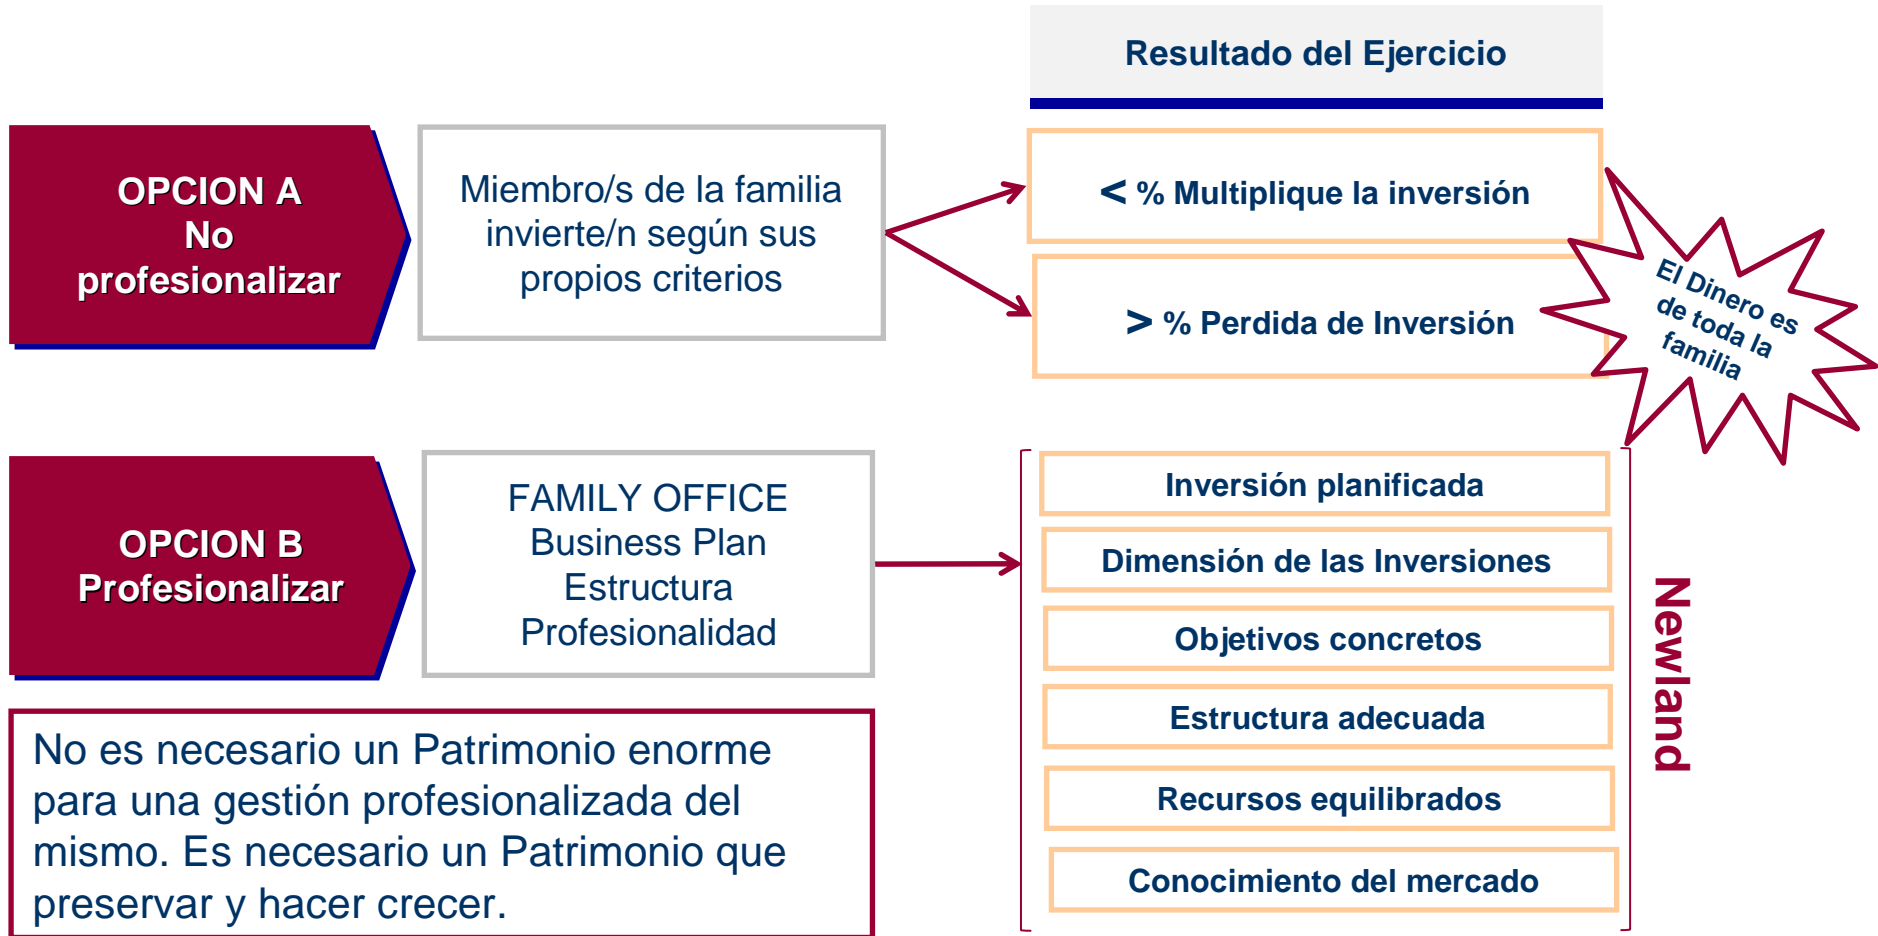 Resultado del Ejercicio
OPCION A
No
profesionalizar
Miembro/s de la familia
invierte/n según sus
propios criterios
< % Multiplique la inversión
> % Perdida de Inversión
El Dinero es
de toda la
familia
OPCION B
Profesionalizar
FAMILY OFFICE
Business Plan
Estructura
Profesionalidad
Inversión planificada
Dimensión de las Inversiones
Objetivos concretos
Estructura adecuada
Recursos equilibrados
Conocimiento del mercado
Newland
No es necesario un Patrimonio enorme
para una gestión profesionalizada del
mismo. Es necesario un Patrimonio que
preservar y hacer crecer.